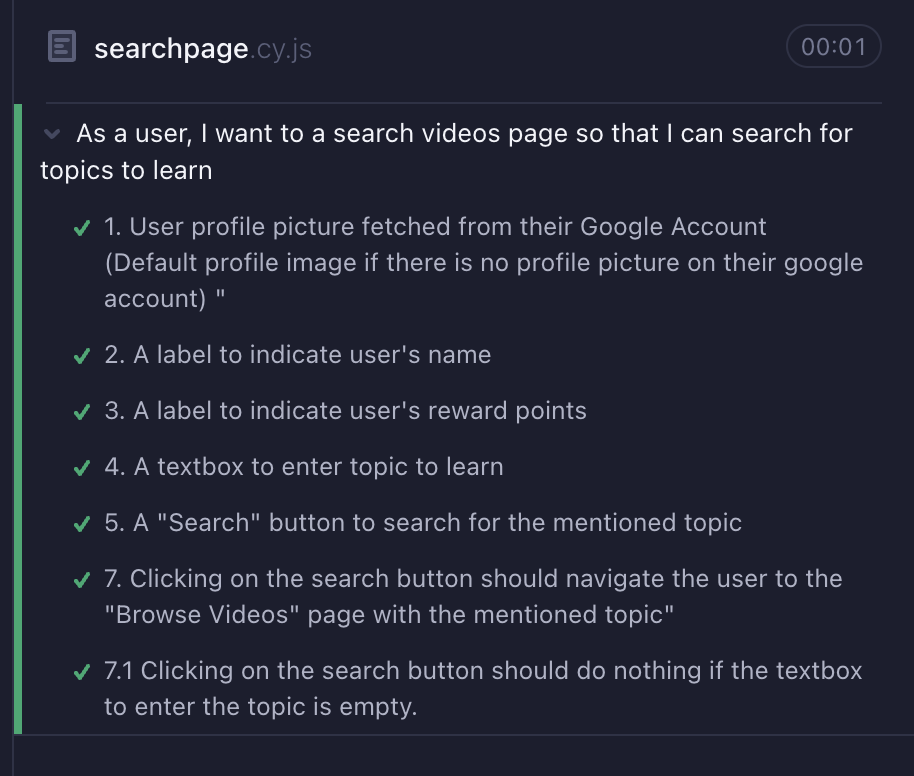 searchpage.cy.js
00:01
As a user, I want to a search videos page so that I can search for
topics to learn
1. User profile picture fetched from their Google Account
(Default profile image if there is no profile picture on their google
account) "
2. A label to indicate user's name
3. A label to indicate user's reward points
4. A textbox to enter topic to learn
5. A "Search" button to search for the mentioned topic
7. Clicking on the search button should navigate the user to the
"Browse Videos" page with the mentioned topic"
7.1 Clicking on the search button should do nothing if the textbox
to enter the topic is empty.